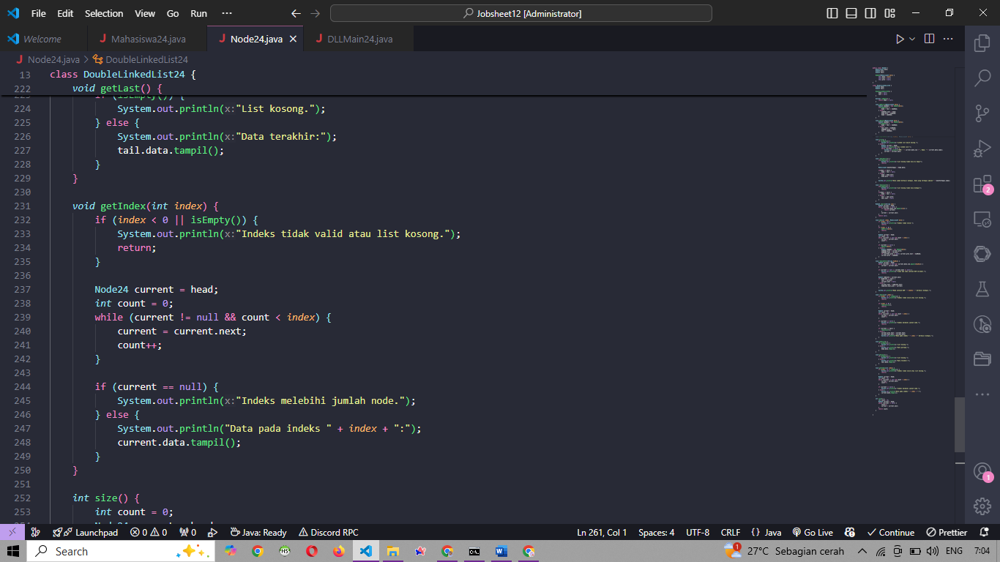 File Edit Selection View Go Run ··· Jobsheet12 [Administrator]
Welcome Mahasiswa24.java Node24.java DLLMain24.java
Node24.java > DoubleLinkedList24
13 class DoubleLinkedList24 {
222 void getLast() {
223 if (isEmpty()) {
224 System.out.println(x:"List kosong.");
225 } else {
226 System.out.println(x:"Data terakhir:");
227 tail.data.tampil();
228 }
229 }
230
231 void getIndex(int index) {
232 if (index < 0 || isEmpty()) {
233 System.out.println(x:"Indeks tidak valid atau list kosong.");
234 return;
235 }
236
237 Node24 current = head;
238 int count = 0;
239 while (current != null && count < index) {
240 current = current.next;
241 count++;
242 }
243
244 if (current == null) {
245 System.out.println(x:"Indeks melebihi jumlah node.");
246 } else {
247 System.out.println("Data pada indeks " + index + ":");
248 current.data.tampil();
249 }
250 }
251
252 int size() {
253 int count = 0;
2
1
Launchpad 0 0 0 Java: Ready Discord RPC Ln 261, Col 1 Spaces: 4 UTF-8 CRLF {} Java Go Live Continue Prettier
Search 1 27°C Sebagian cerah ENG 7:04